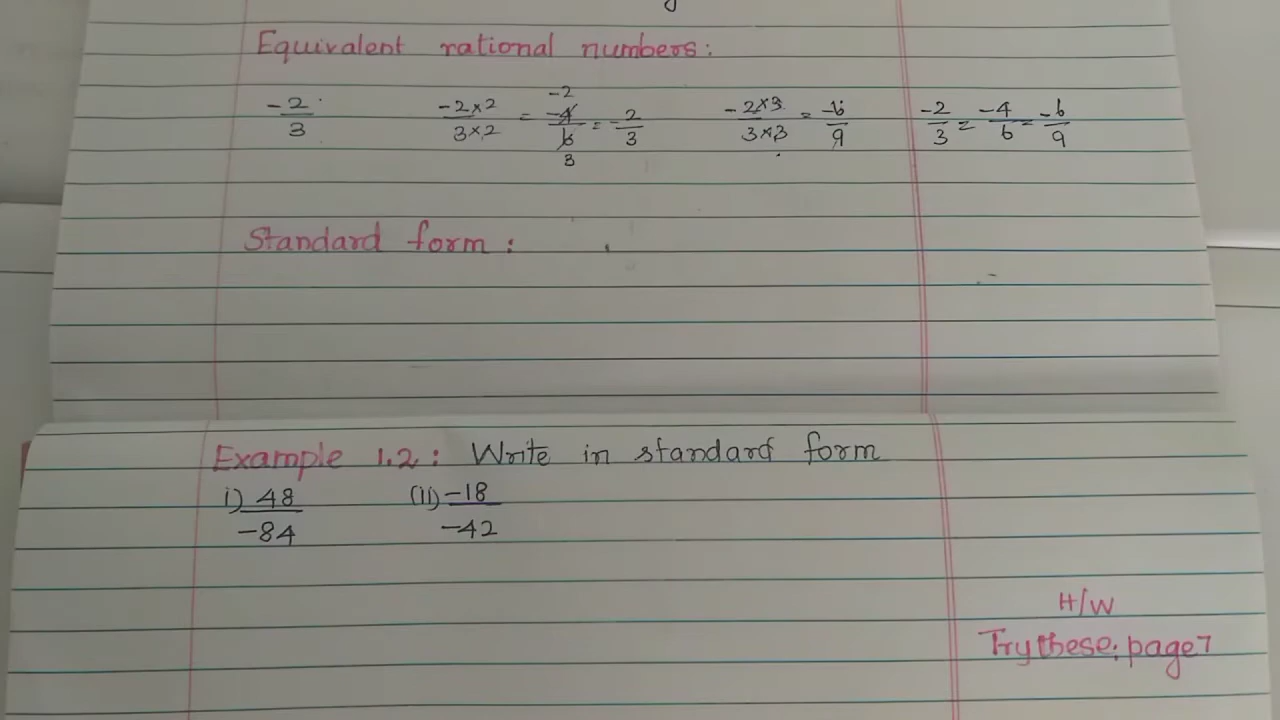 Equivalent rational numbers:
-2/3 -2×2/3×2 = -2 -4/6 3 = -2/3 -2×3/3×3 = -6/9 -2/3 = -4/6 = -6/9
Standard form:
Example 1.2: Write in standard form
i) 48/-84 (ii) -18/-42
H/W
Try these: page 7